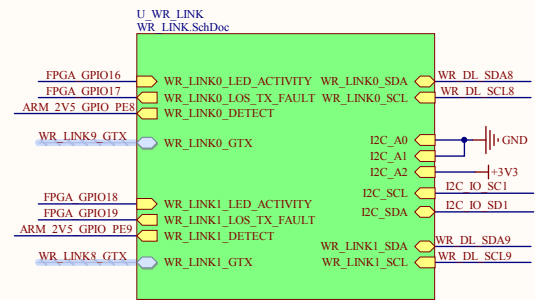 U_WR_LINK
WR_LINK.SchDoc
FPGA_GPIO16
WR_LINK0_LED_ACTIVITY
WR_LINK0_SDA
WR_DL_SDA8
FPGA_GPIO17
WR_LINK0_LOS_TX_FAULT
WR_LINK0_SCL
WR_DL_SCL8
ARM_2V5_GPIO_PE8
WR_LINK0_DETECT
WR_LINK9_GTX
WR_LINK0_GTX
I2C_A0
GND
I2C_A1
I2C_A2
+3V3
I2C_SCL
I2C_IO_SC1
FPGA_GPIO18
WR_LINK1_LED_ACTIVITY
I2C_SDA
I2C_IO_SD1
FPGA_GPIO19
WR_LINK1_LOS_TX_FAULT
ARM_2V5_GPIO_PE9
WR_LINK1_DETECT
WR_LINK1_SDA
WR_DL_SDA9
WR_LINK8_GTX
WR_LINK1_GTX
WR_LINK1_SCL
WR_DL_SCL9